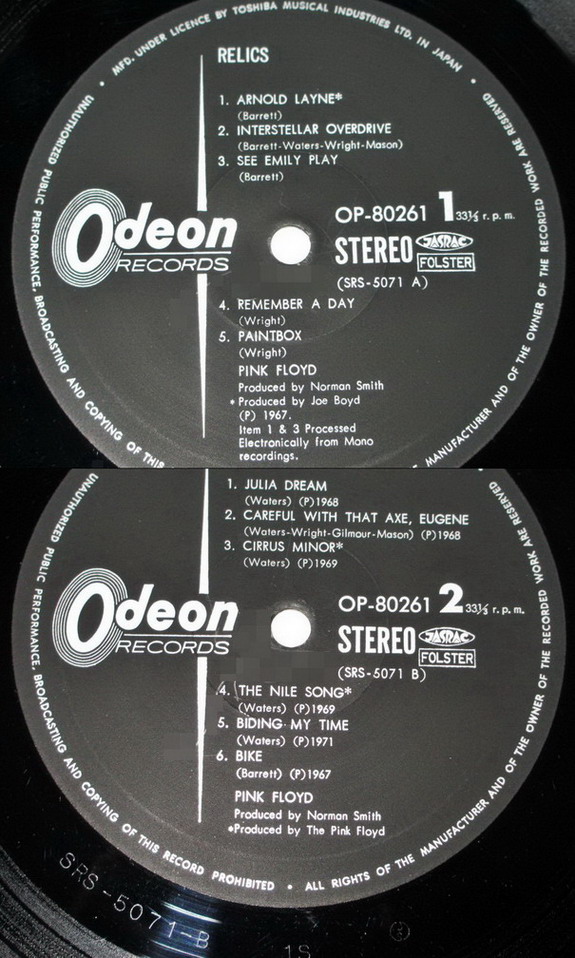 MFD. UNDER LICENCE BY TOSHIBA MUSICAL INDUSTRIES LTD. IN JAPAN
RELICS
1. ARNOLD LAYNE*
(Barrett)
2. INTERSTELLAR OVERDRIVE
(Barrett-Waters-Wright-Mason)
3. SEE EMILY PLAY
(Barrett)
Odeon
RECORDS
OP-80261 1 33⅓ r. p. m.
STEREO JASRAC
FOLSTER
(SRS-5071 A)
4. REMEMBER A DAY
(Wright)
5. PAINTBOX
(Wright)
PINK FLOYD
Produced by Norman Smith
* Produced by Joe Boyd
(P) 1967.
Item 1 & 3 Processed
Electronically from Mono
recordings.
UNAUTHORIZED PUBLIC PERFORMANCE, BROADCASTING AND COPYING OF THIS
MANUFACTURER AND OF THE OWNER OF THE RECORDED WORK ARE RESERVED
1. JULIA DREAM
(Waters) (P)1968
2. CAREFUL WITH THAT AXE, EUGENE
(Waters-Wright-Gilmour-Mason) (P)1968
3. CIRRUS MINOR*
(Waters) (P)1969
Odeon
RECORDS
OP-80261 2 33⅓ r. p. m.
STEREO JASRAC
FOLSTER
(SRS-5071 B)
4. THE NILE SONG*
(Waters) (P)1969
5. BIDING MY TIME
(Waters) (P)1971
6. BIKE
(Barrett) (P)1967
PINK FLOYD
Produced by Norman Smith
*Produced by The Pink Floyd
UNAUTHORIZED PUBLIC PERFORMANCE, BROADCASTING AND COPYING OF THIS RECORD PROHIBITED • ALL RIGHTS OF THE MANUFACTURER AND OF THE OWNER OF THE RECORDED WORK ARE RESERVED
SRS-5071-B
1S